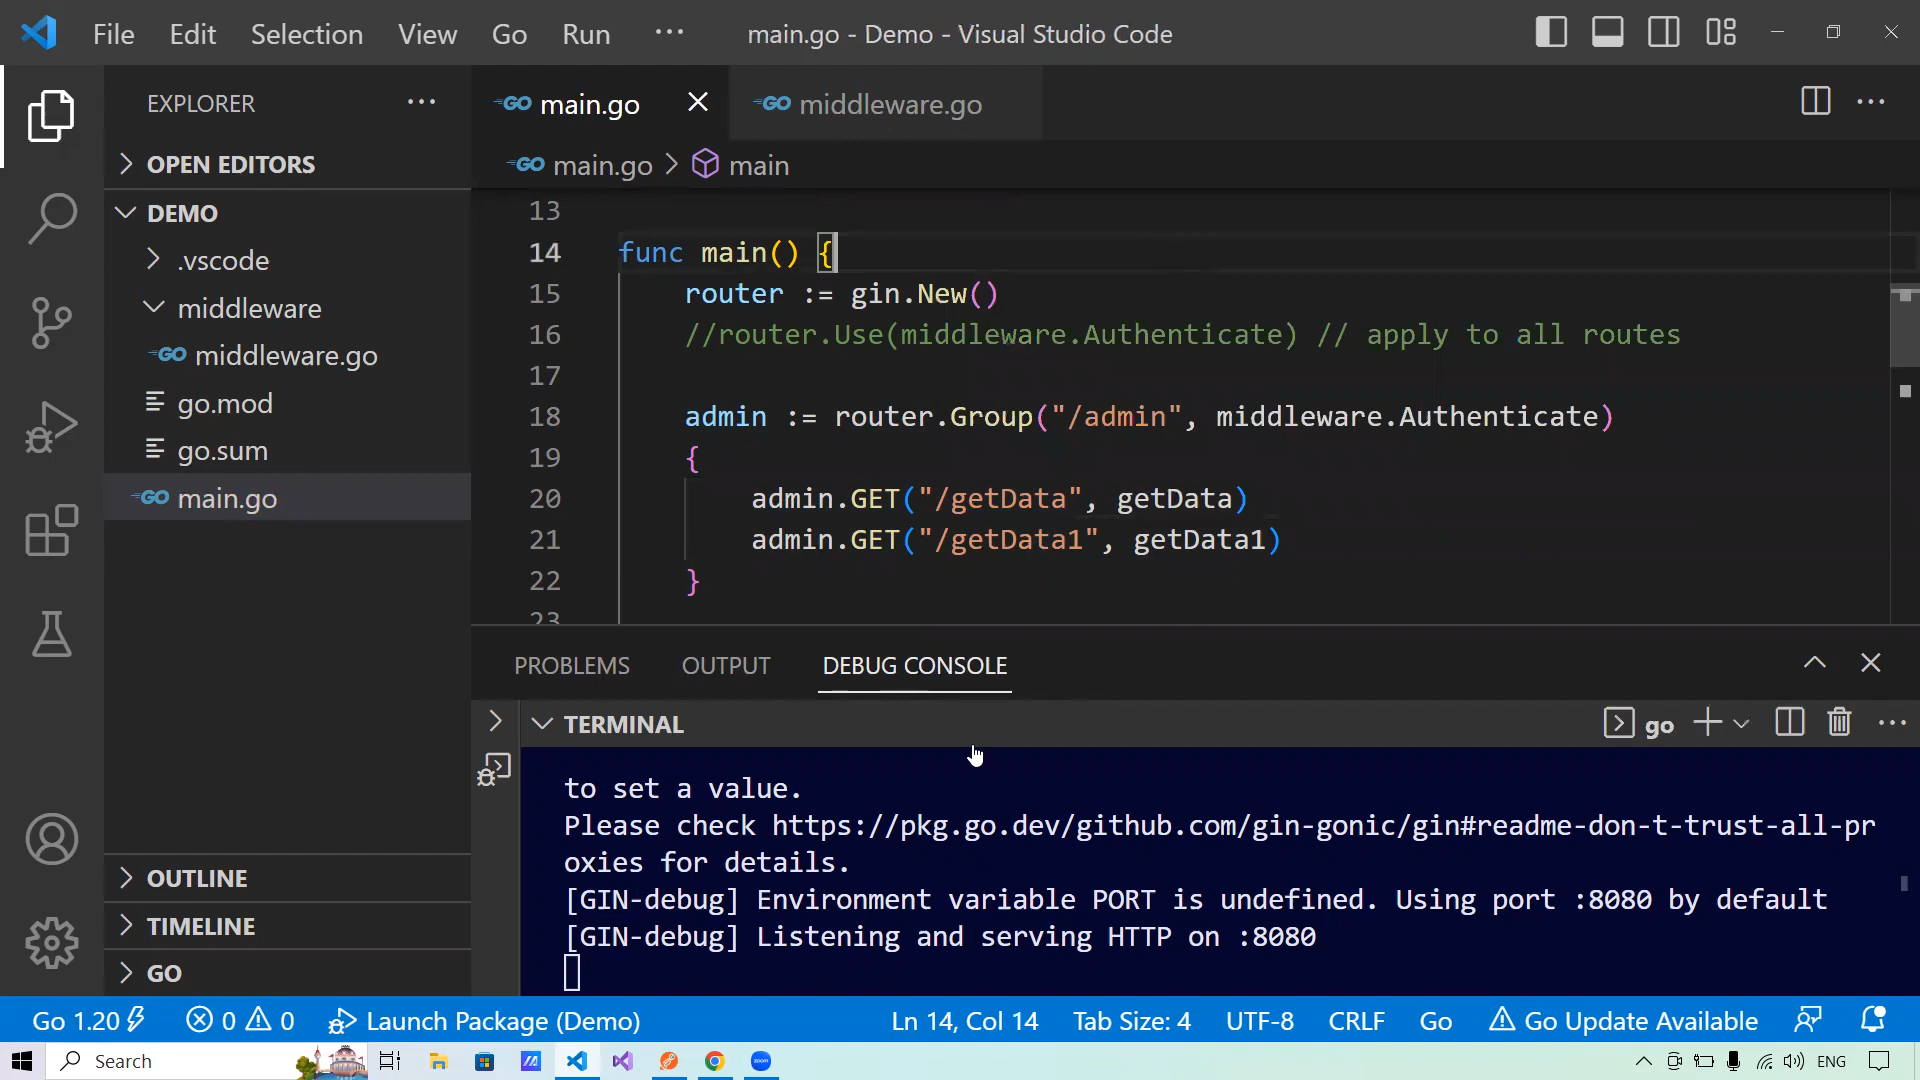 File Edit Selection View Go Run ··· main.go - Demo - Visual Studio Code
EXPLORER ···
OPEN EDITORS
DEMO
.vscode
middleware
GO middleware.go
go.mod
go.sum
GO main.go
OUTLINE
TIMELINE
GO
GO main.go
GO middleware.go
GO main.go > main
13
14 func main() {
15 router := gin.New()
16 //router.Use(middleware.Authenticate) // apply to all routes
17
18 admin := router.Group("/admin", middleware.Authenticate)
19 {
20 admin.GET("/getData", getData)
21 admin.GET("/getData1", getData1)
22 }
23
PROBLEMS OUTPUT DEBUG CONSOLE
TERMINAL
go
to set a value.
Please check https://pkg.go.dev/github.com/gin-gonic/gin#readme-don-t-trust-all-pr
oxies for details.
[GIN-debug] Environment variable PORT is undefined. Using port :8080 by default
[GIN-debug] Listening and serving HTTP on :8080
Go 1.20 0 0 Launch Package (Demo) Ln 14, Col 14 Tab Size: 4 UTF-8 CRLF Go Go Update Available
Search zoom ENG